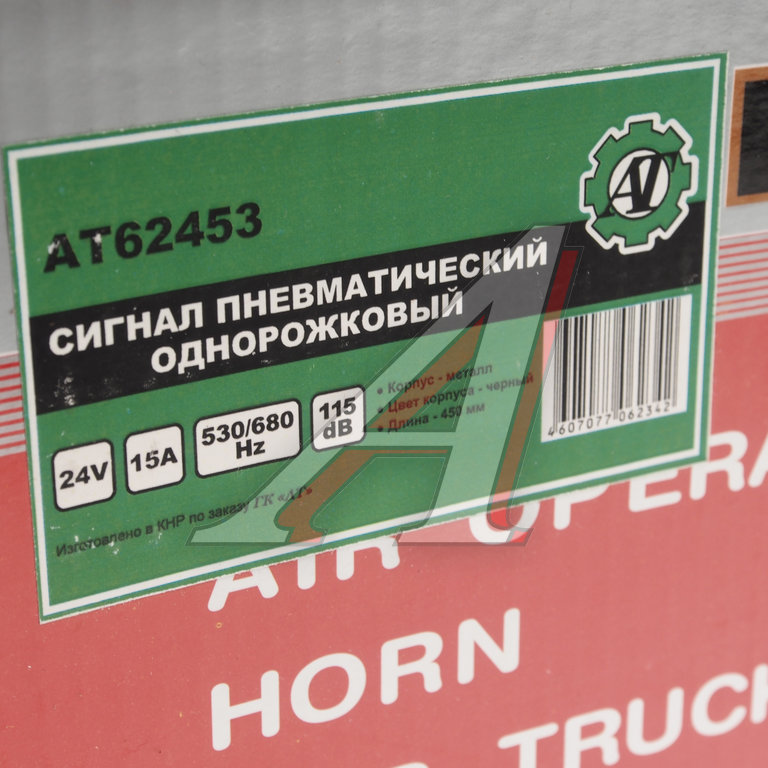 AT62453
AT
СИГНАЛ ПНЕВМАТИЧЕСКИЙ
ОДНОРОЖКОВЫЙ
24V
15A
530/680
Hz
115
dB
• Корпус - металл
• Цвет корпуса - черный
• Длина - 450 мм
4607077062342
Изготовлено в КНР по заказу ГК «АТ»
AIR OPERA
HORN
TRUCK